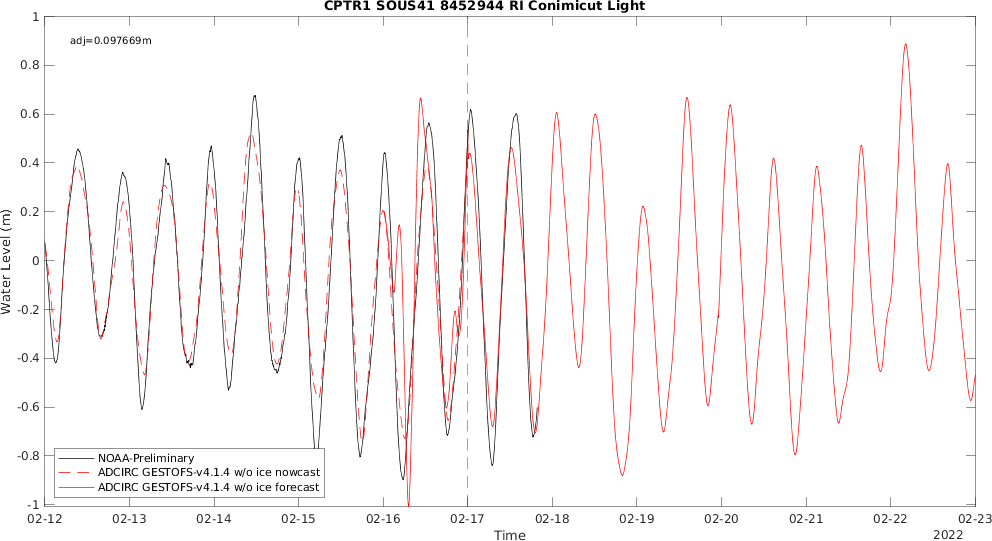 CPTR1 SOUS41 8452944 RI Conimicut Light
adj=0.097669m
1
0.8
0.6
0.4
0.2
0
-0.2
-0.4
-0.6
-0.8
-1
Water Level (m)
NOAA-Preliminary
ADCIRC GESTOFS-v4.1.4 w/o ice nowcast
ADCIRC GESTOFS-v4.1.4 w/o ice forecast
02-12 02-13 02-14 02-15 02-16 02-17 02-18 02-19 02-20 02-21 02-22 02-23
Time
2022